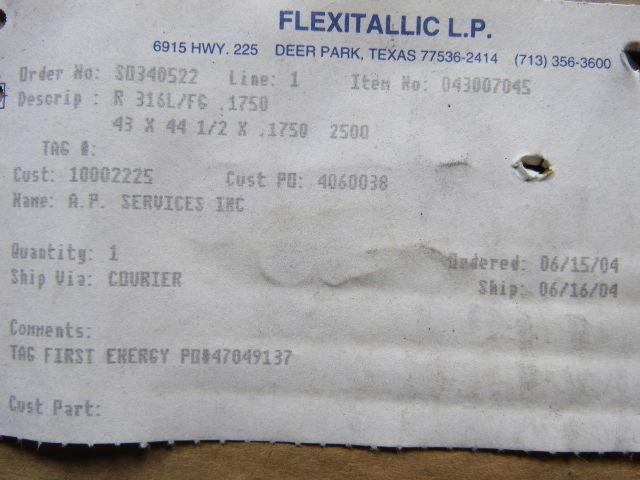 FLEXITALLIC L.P.
6915 HWY. 225 DEER PARK, TEXAS 77536-2414 (713) 356-3600
Order No: SO340522 Line: 1 Item No: 043007045
Descrip : R 316L/FG .1750
43 X 44 1/2 X .1750 2500
TAG #:
Cust: 10002225 Cust PO: 4060038
Name: A.P. SERVICES INC
Quantity: 1 Ordered: 06/15/04
Ship Via: COURIER Ship: 06/16/04
Comments:
TAG FIRST ENERGY PO#47049137
Cust Part: